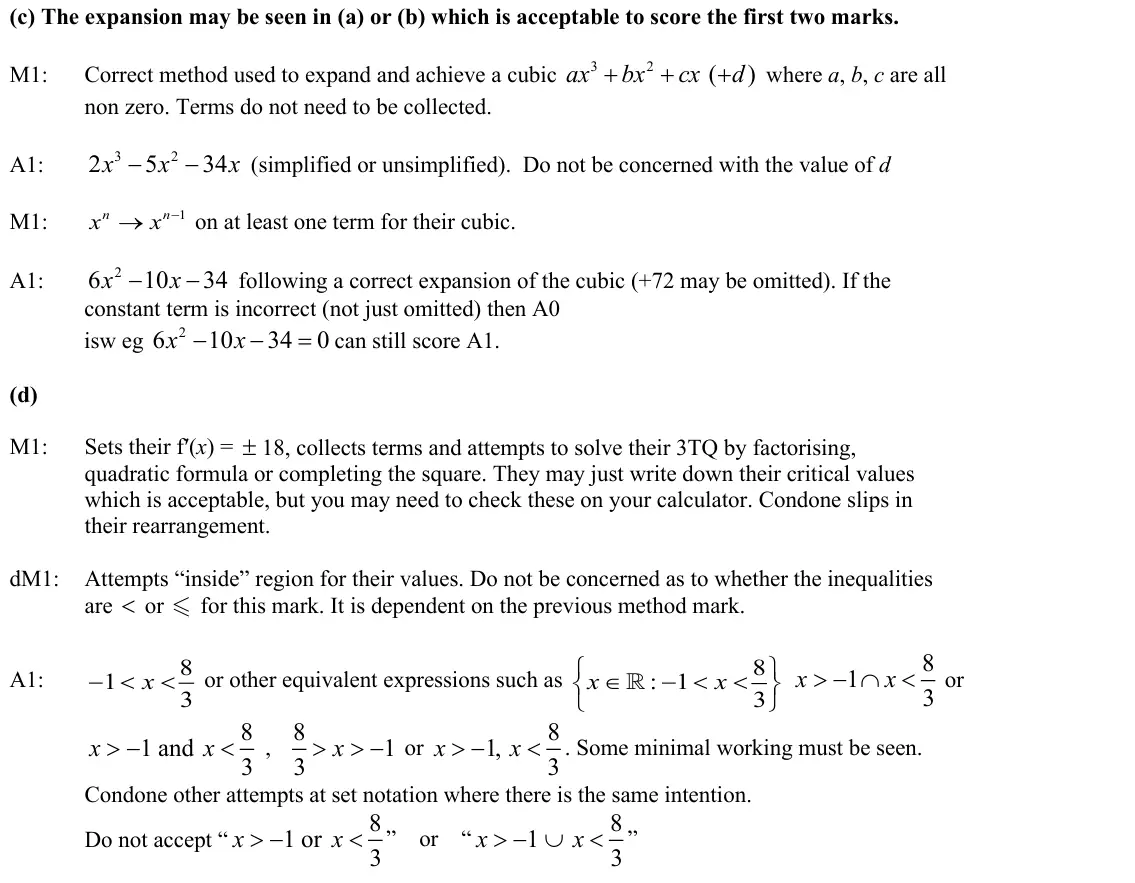 (c) The expansion may be seen in (a) or (b) which is acceptable to score the first two marks.
M1: Correct method used to expand and achieve a cubic ax³ + bx² + cx (+d) where a, b, c are all
non zero. Terms do not need to be collected.
A1: 2x³ − 5x² − 34x (simplified or unsimplified). Do not be concerned with the value of d
M1: xⁿ → xⁿ⁻¹ on at least one term for their cubic.
A1: 6x² − 10x − 34 following a correct expansion of the cubic (+72 may be omitted). If the
constant term is incorrect (not just omitted) then A0
isw eg 6x² − 10x − 34 = 0 can still score A1.
(d)
M1: Sets their f'(x) = ± 18, collects terms and attempts to solve their 3TQ by factorising,
quadratic formula or completing the square. They may just write down their critical values
which is acceptable, but you may need to check these on your calculator. Condone slips in
their rearrangement.
dM1: Attempts “inside” region for their values. Do not be concerned as to whether the inequalities
are < or ⩽ for this mark. It is dependent on the previous method mark.
A1: −1 < x < 8/3 or other equivalent expressions such as {x ∈ ℝ : −1 < x < 8/3} x > −1 ∩ x < 8/3 or
x > −1 and x < 8/3 , 8/3 > x > −1 or x > −1, x < 8/3. Some minimal working must be seen.
Condone other attempts at set notation where there is the same intention.
Do not accept “ x > −1 or x < 8/3” or “x > −1 ∪ x < 8/3”